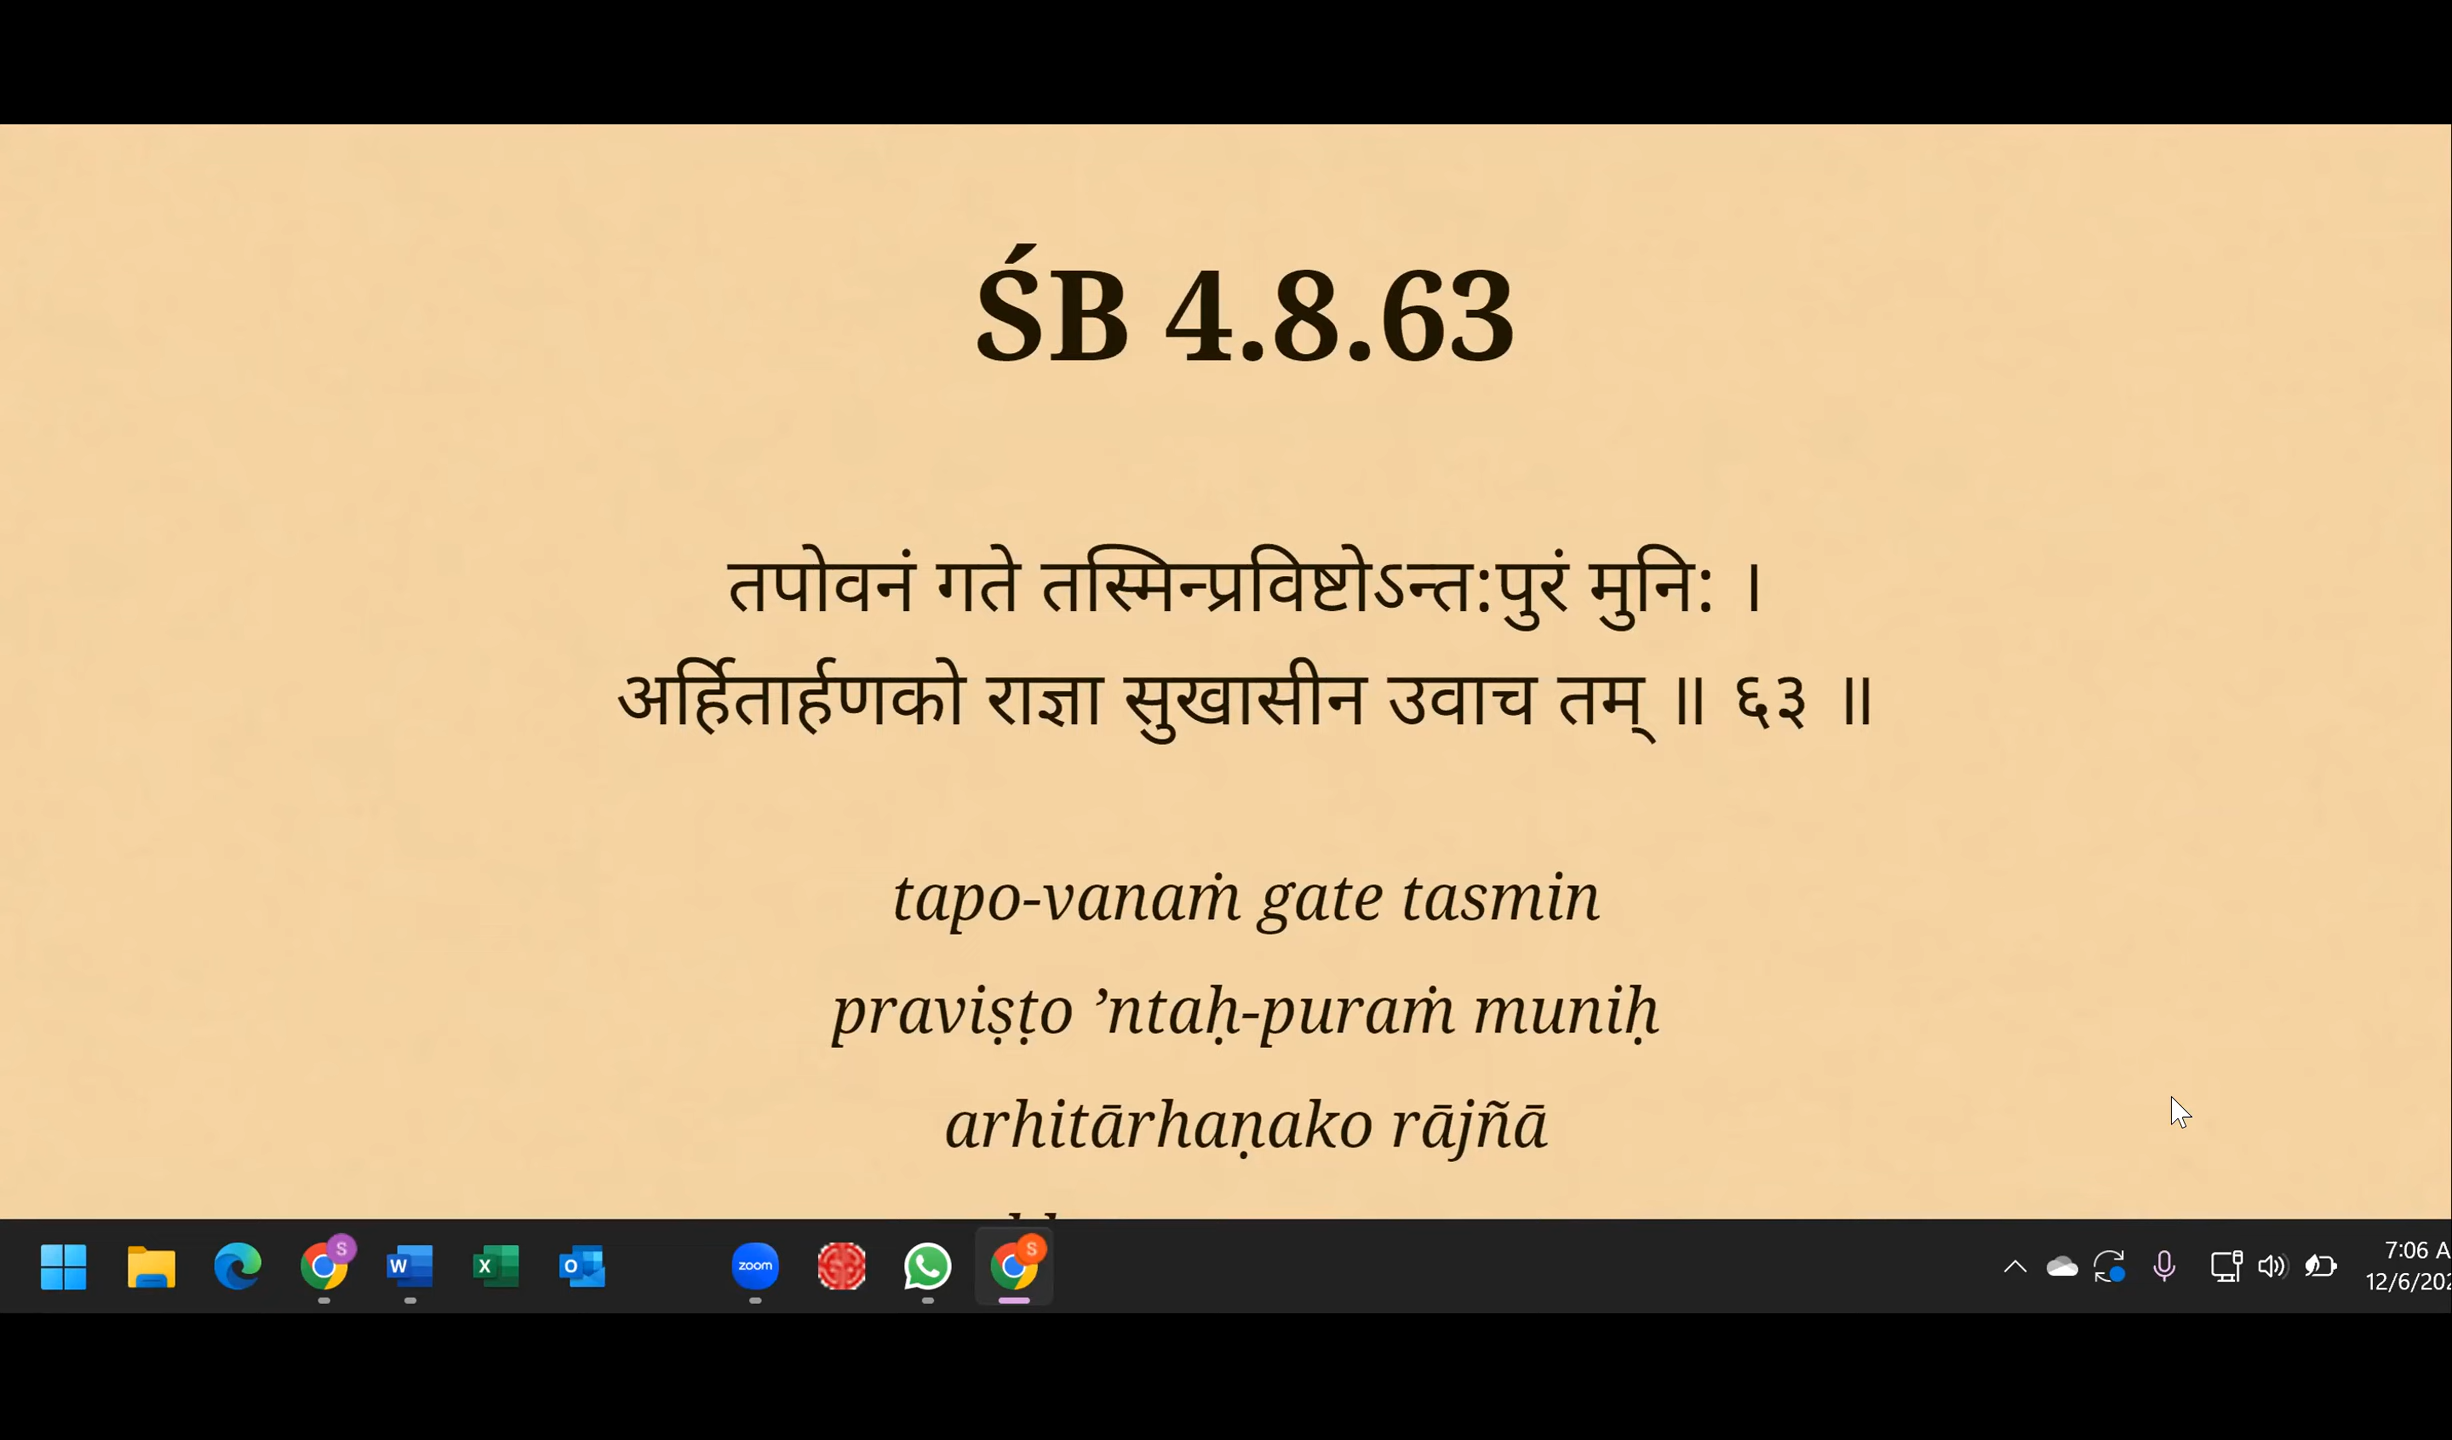 ŚB 4.8.63
तपोवनं गते तस्मिन्प्रविष्टोऽन्त:पुरं मुनि: ।
अर्हितार्हणको राज्ञा सुखासीन उवाच तम् ॥ ६३ ॥
tapo-vanaṁ gate tasmin
praviṣṭo ’ntaḥ-puraṁ muniḥ
arhitārhaṇako rājñā
S
W
X
O
zoom
S
7:06 A
12/6/202